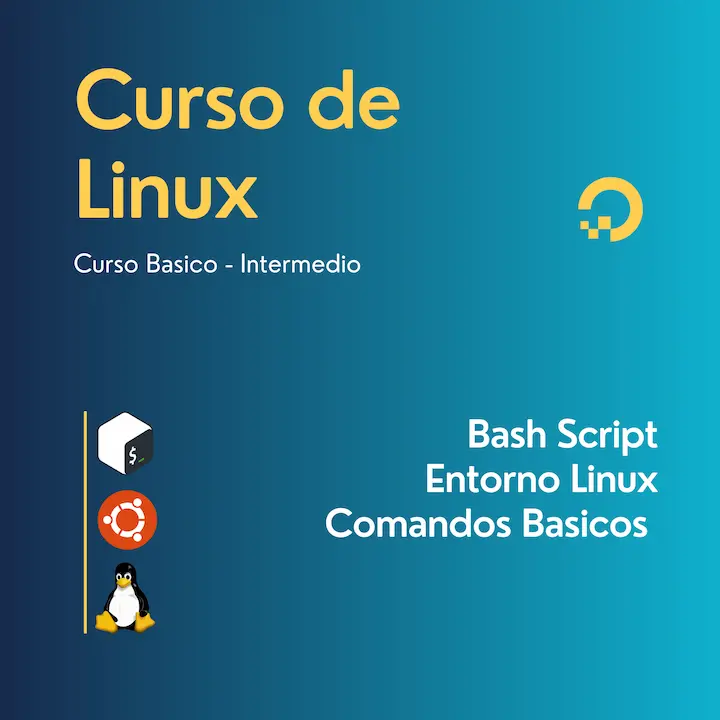 Curso de
Linux
Curso Basico - Intermedio
$_
Bash Script
Entorno Linux
Comandos Basicos